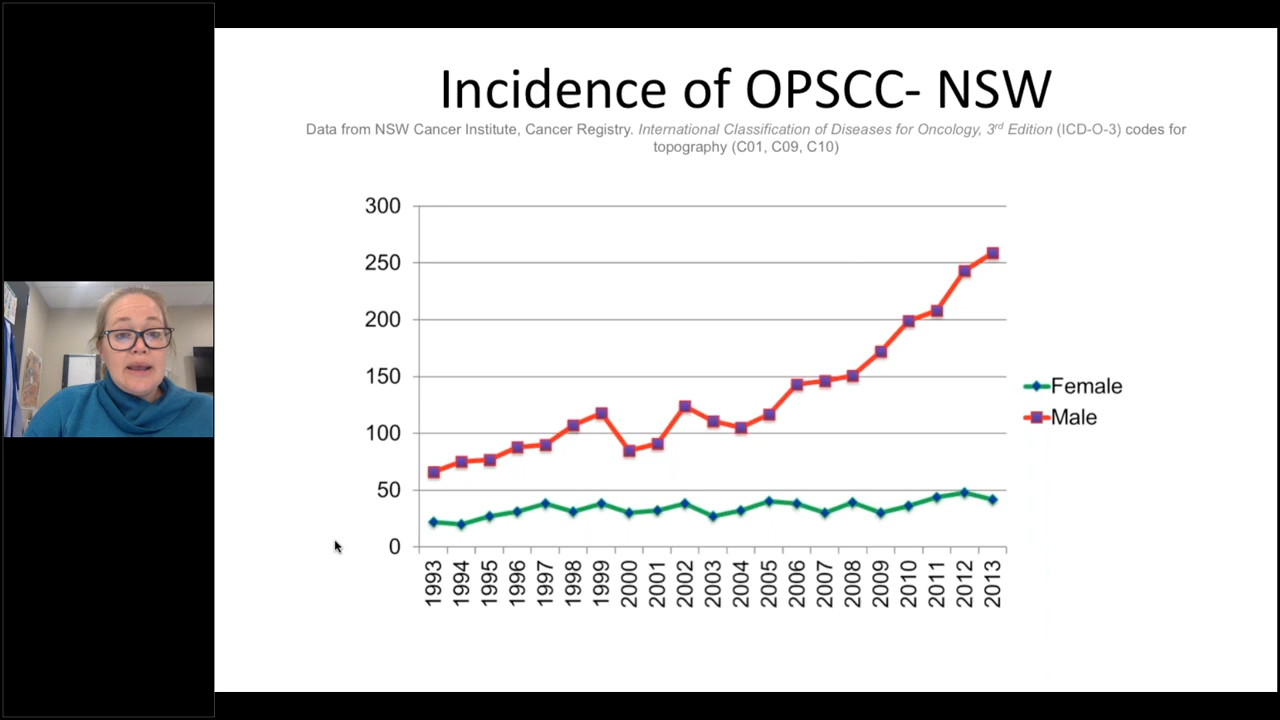 Incidence of OPSCC- NSW
Data from NSW Cancer Institute, Cancer Registry. International Classification of Diseases for Oncology, 3rd Edition (ICD-O-3) codes for
topography (C01, C09, C10)
300
250
200
150
100
50
0
1993 1994 1995 1996 1997 1998 1999 2000 2001 2002 2003 2004 2005 2006 2007 2008 2009 2010 2011 2012 2013
Female
Male